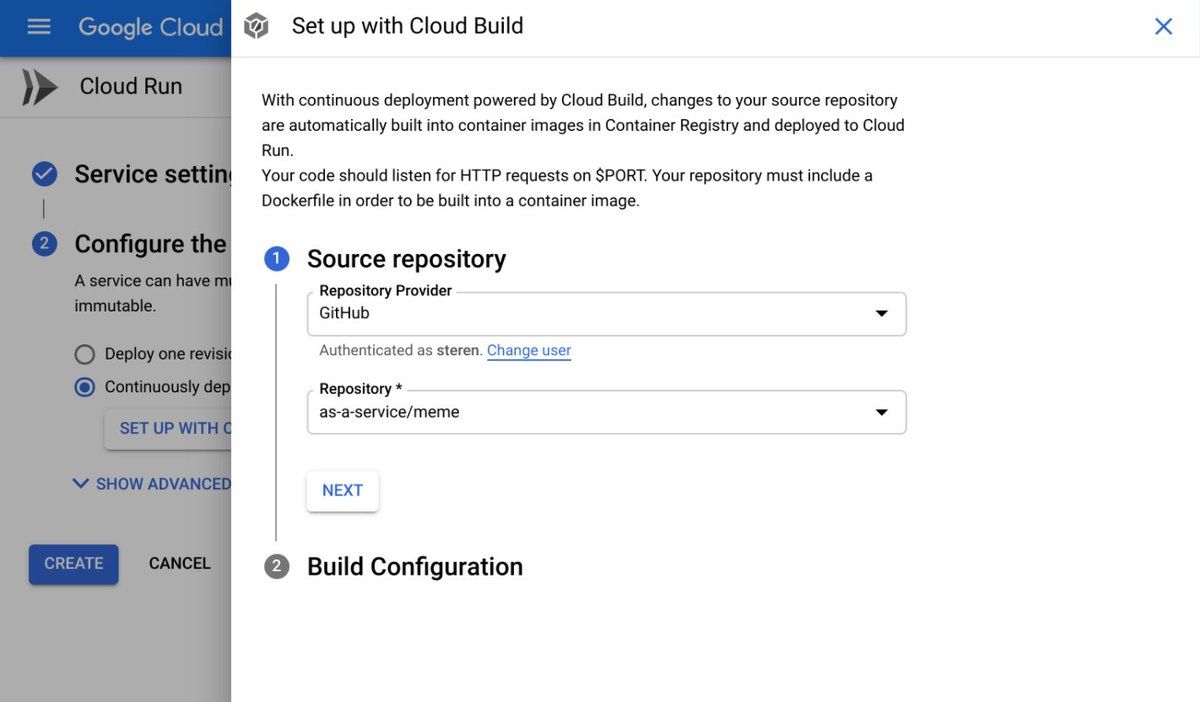 Google Cloud
Set up with Cloud Build
Cloud Run
With continuous deployment powered by Cloud Build, changes to your source repository
are automatically built into container images in Container Registry and deployed to Cloud
Run.
Your code should listen for HTTP requests on $PORT. Your repository must include a
Dockerfile in order to be built into a container image.
Service settin
2 Configure the
A service can have mu
immutable.
Deploy one revisio
Continuously dep
SET UP WITH C
SHOW ADVANCED
CREATE CANCEL
1 Source repository
Repository Provider
GitHub
Authenticated as steren. Change user
Repository *
as-a-service/meme
NEXT
2 Build Configuration